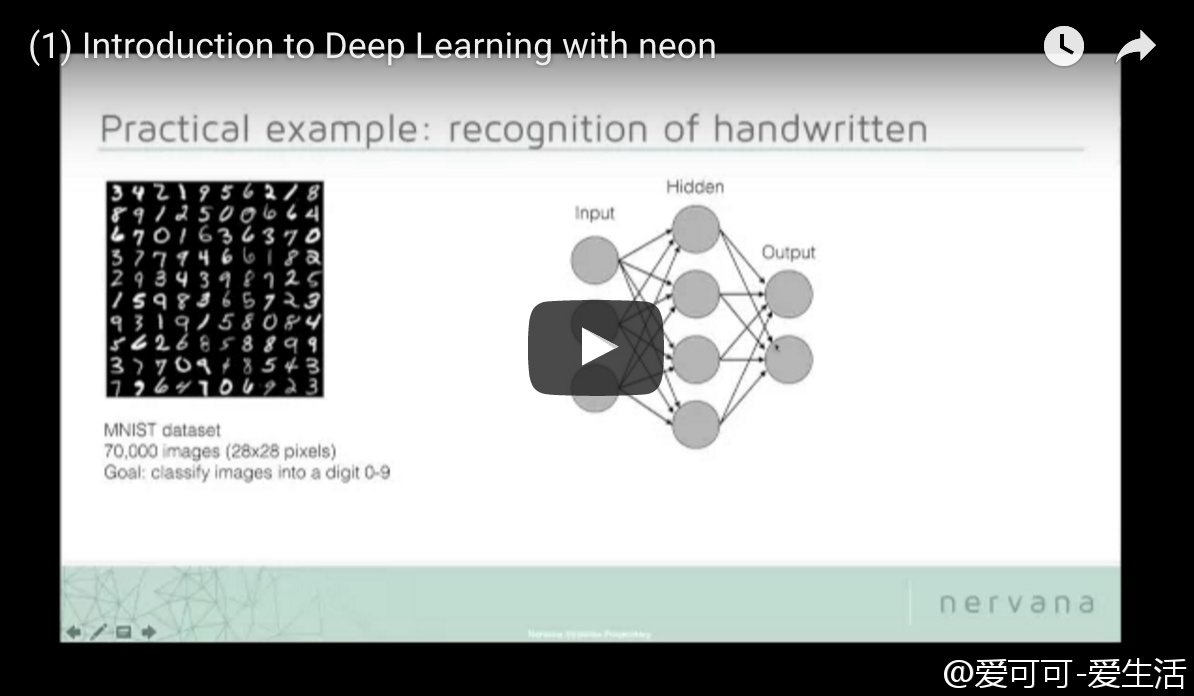 (1) Introduction to Deep Learning with neon
Practical example: recognition of handwritten
3 4 2 1 9 5 6 2 1 8
8 9 1 2 5 0 0 6 6 4
6 7 0 1 6 3 6 3 7 0
3 7 7 9 4 6 6 1 8 2
2 9 3 4 3 9 8 7 2 5
1 5 9 8 3 6 5 7 2 3
9 3 1 9 1 5 8 0 8 4
5 6 2 6 8 5 8 8 9 9
3 7 7 0 9 4 8 5 4 3
7 9 6 4 7 0 6 9 2 3
MNIST dataset
70,000 images (28x28 pixels)
Goal: classify images into a digit 0-9
Input
Hidden
Output
nervana
Proprietary
@爱可可-爱生活